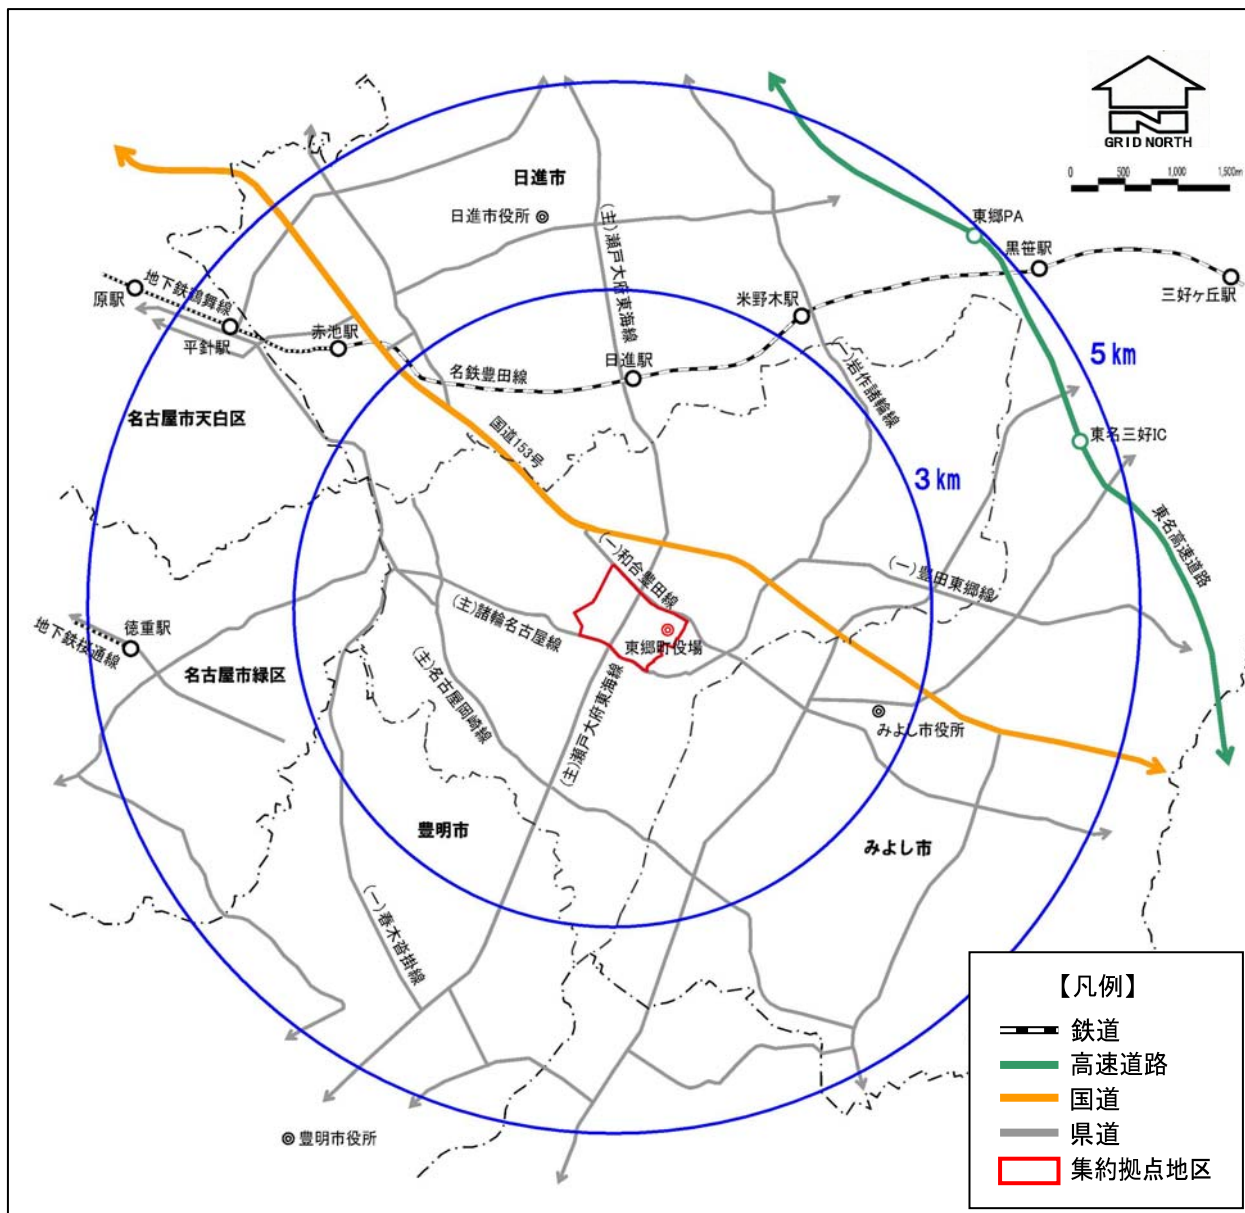 GRID NORTH
0 500 1,000 1,500m
日進市
日進市役所
(主)瀬戸大府東海線
東郷PA
黒笹駅
三好ヶ丘駅
米野木駅
地下鉄鶴舞線
原駅
平針駅
赤池駅
名鉄豊田線
日進駅
(一)岩作諸輪線
5km
名古屋市天白区
国道153号
3km
東名三好IC
東名高速道路
(一)和合豊田線
(一)豊田東郷線
(主)諸輪名古屋線
東郷町役場
徳重駅
地下鉄桜通線
名古屋市緑区
(主)名古屋岡崎線
(主)瀬戸大府東海線
みよし市役所
豊明市
みよし市
(一)春木沓掛線
豊明市役所
【凡例】
鉄道
高速道路
国道
県道
集約拠点地区